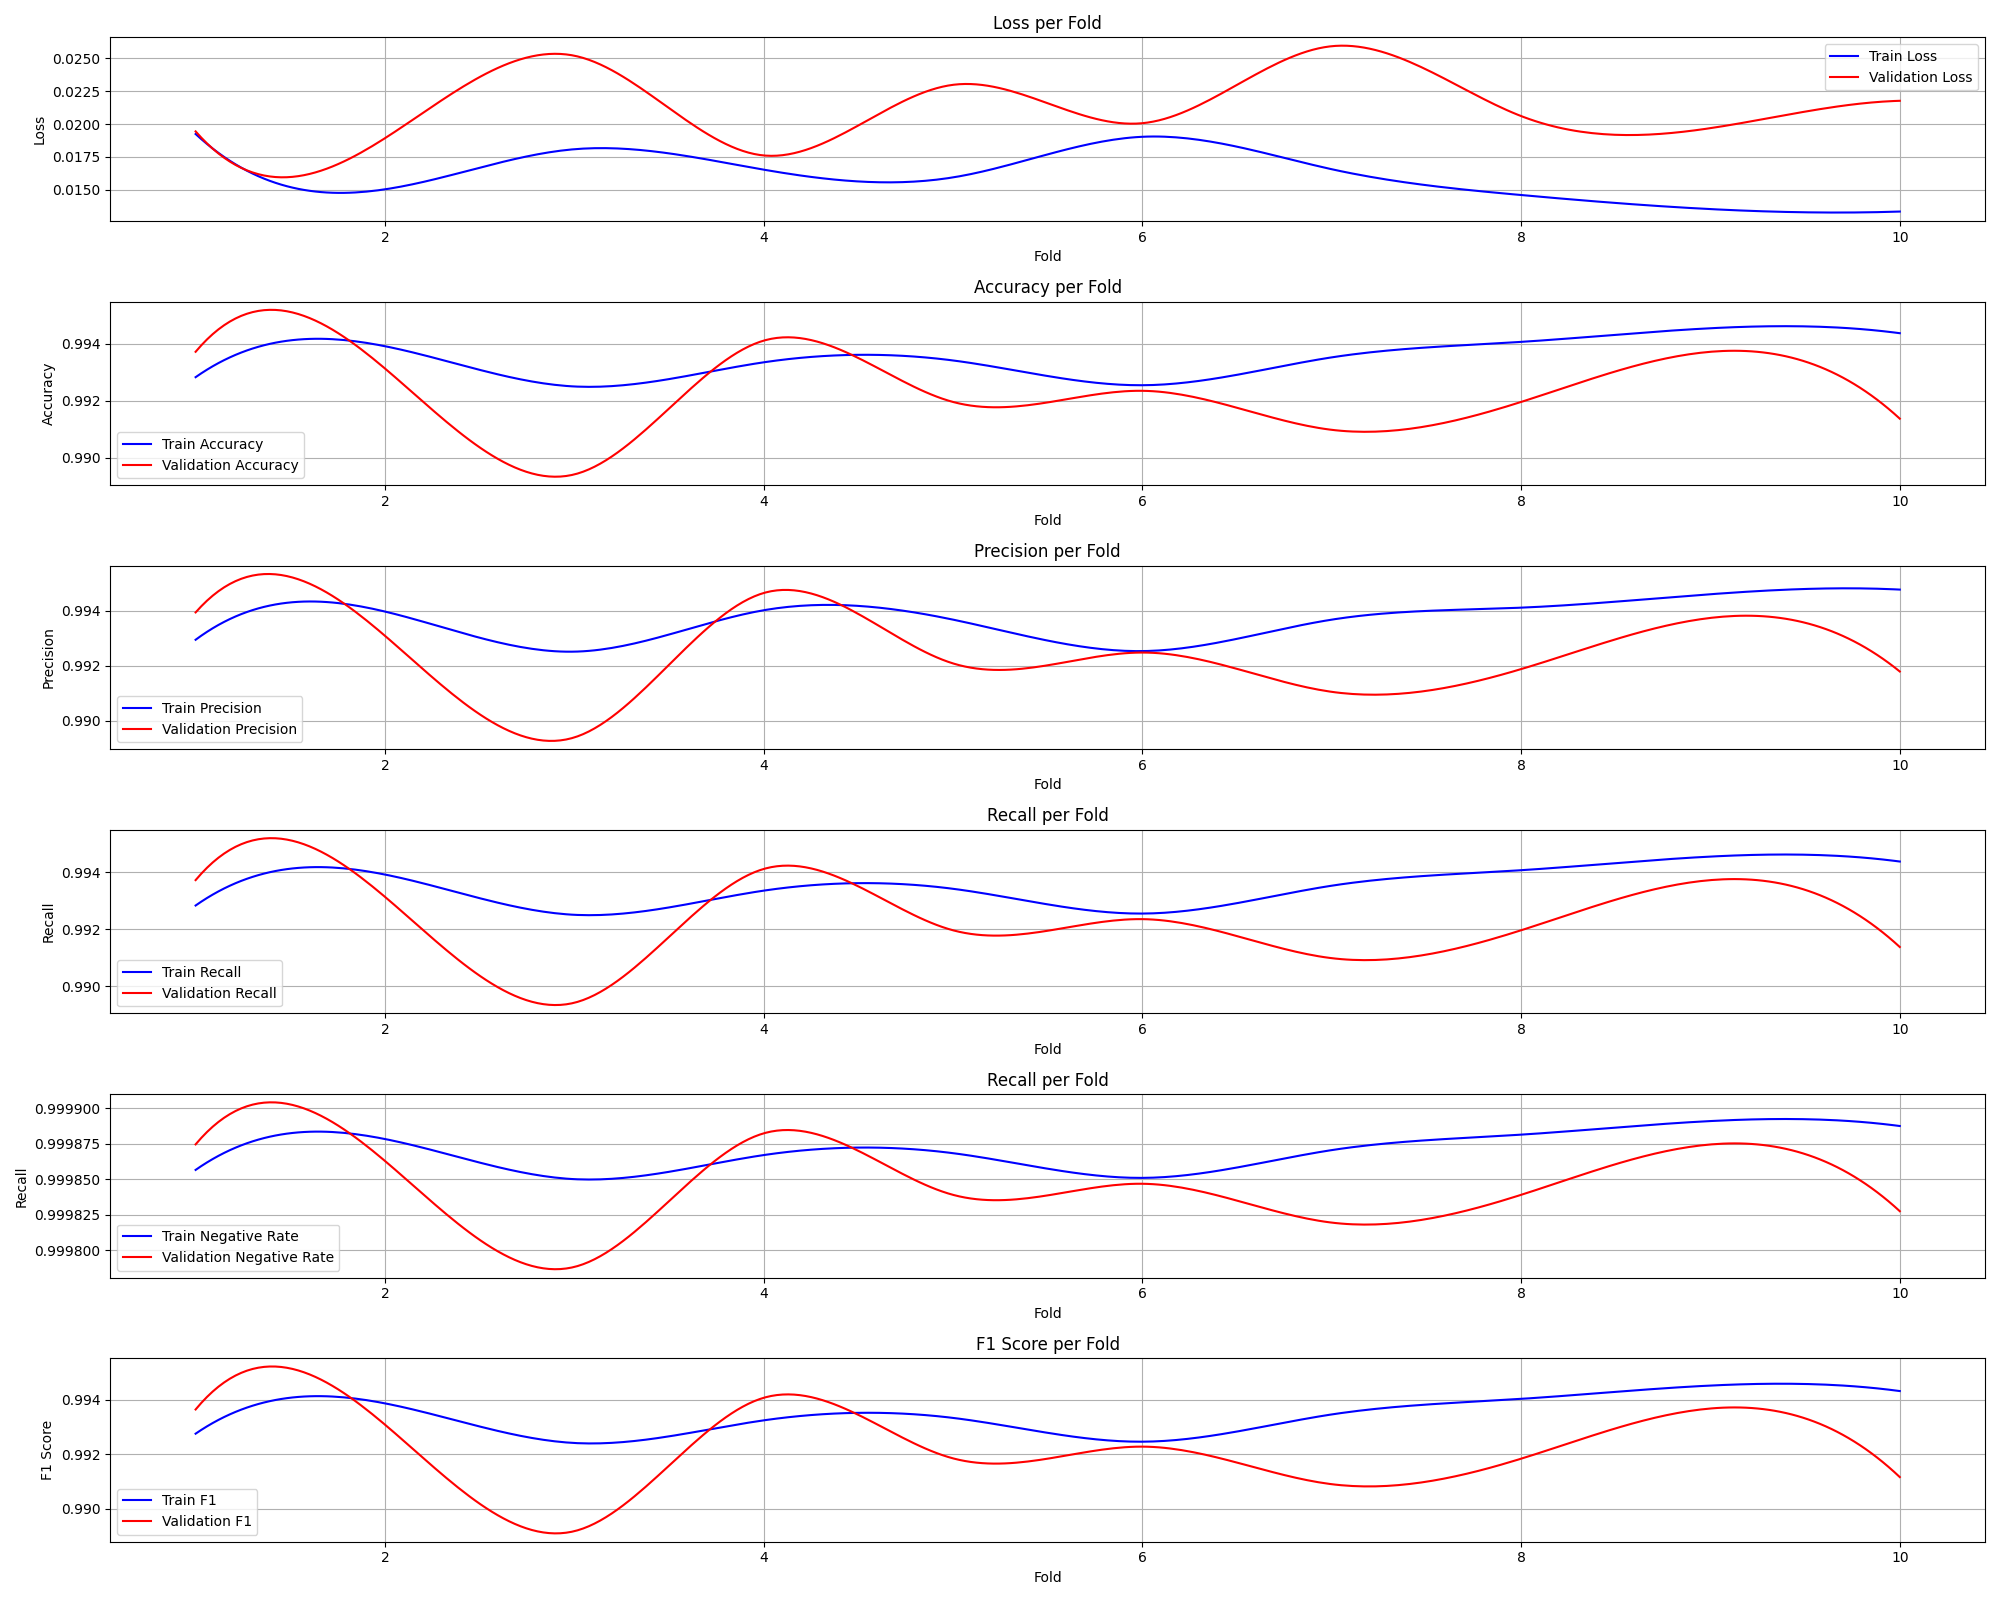 Loss per Fold
0.0250
0.0225
0.0200
0.0175
0.0150
Loss
Train Loss
Validation Loss
2 4 6 8 10
Fold
Accuracy per Fold
0.994
0.992
0.990
Accuracy
Train Accuracy
Validation Accuracy
2 4 6 8 10
Fold
Precision per Fold
0.994
0.992
0.990
Precision
Train Precision
Validation Precision
2 4 6 8 10
Fold
Recall per Fold
0.994
0.992
0.990
Recall
Train Recall
Validation Recall
2 4 6 8 10
Fold
Recall per Fold
0.999900
0.999875
0.999850
0.999825
0.999800
Recall
Train Negative Rate
Validation Negative Rate
2 4 6 8 10
Fold
F1 Score per Fold
0.994
0.992
0.990
F1 Score
Train F1
Validation F1
2 4 6 8 10
Fold